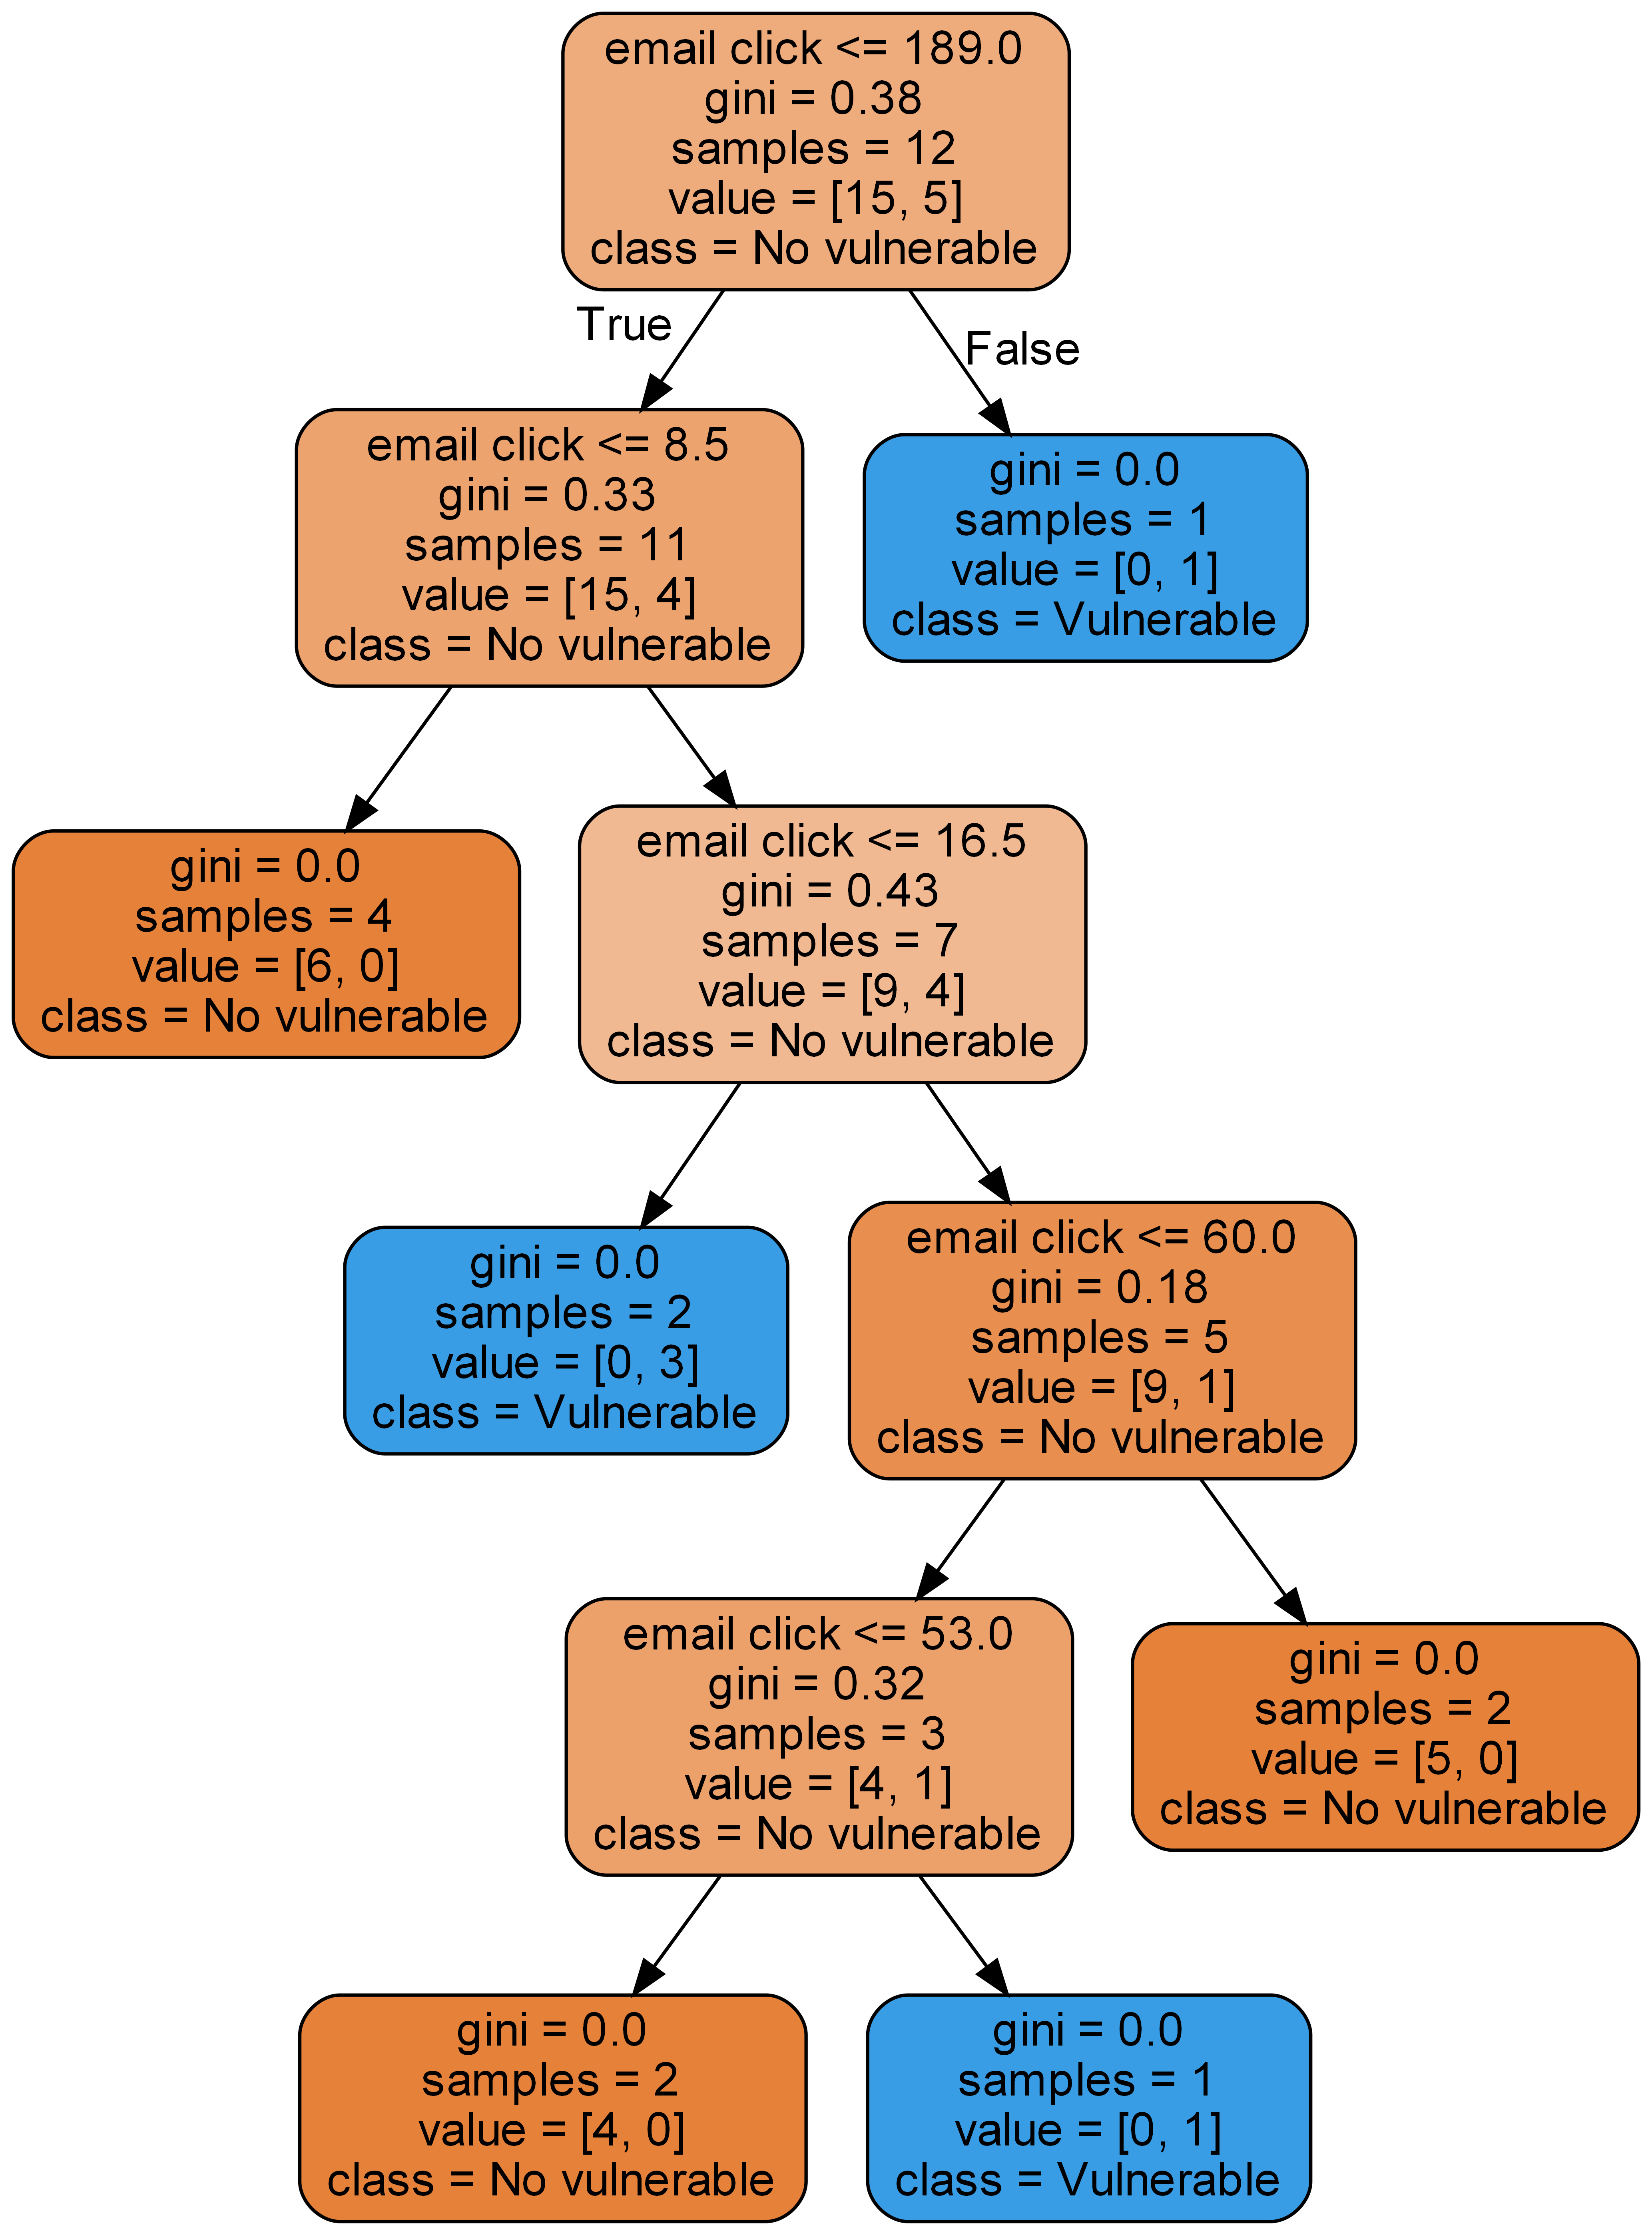 email click <= 189.0
gini = 0.38
samples = 12
value = [15, 5]
class = No vulnerable
True
False
email click <= 8.5
gini = 0.33
samples = 11
value = [15, 4]
class = No vulnerable
gini = 0.0
samples = 1
value = [0, 1]
class = Vulnerable
gini = 0.0
samples = 4
value = [6, 0]
class = No vulnerable
email click <= 16.5
gini = 0.43
samples = 7
value = [9, 4]
class = No vulnerable
gini = 0.0
samples = 2
value = [0, 3]
class = Vulnerable
email click <= 60.0
gini = 0.18
samples = 5
value = [9, 1]
class = No vulnerable
email click <= 53.0
gini = 0.32
samples = 3
value = [4, 1]
class = No vulnerable
gini = 0.0
samples = 2
value = [5, 0]
class = No vulnerable
gini = 0.0
samples = 2
value = [4, 0]
class = No vulnerable
gini = 0.0
samples = 1
value = [0, 1]
class = Vulnerable